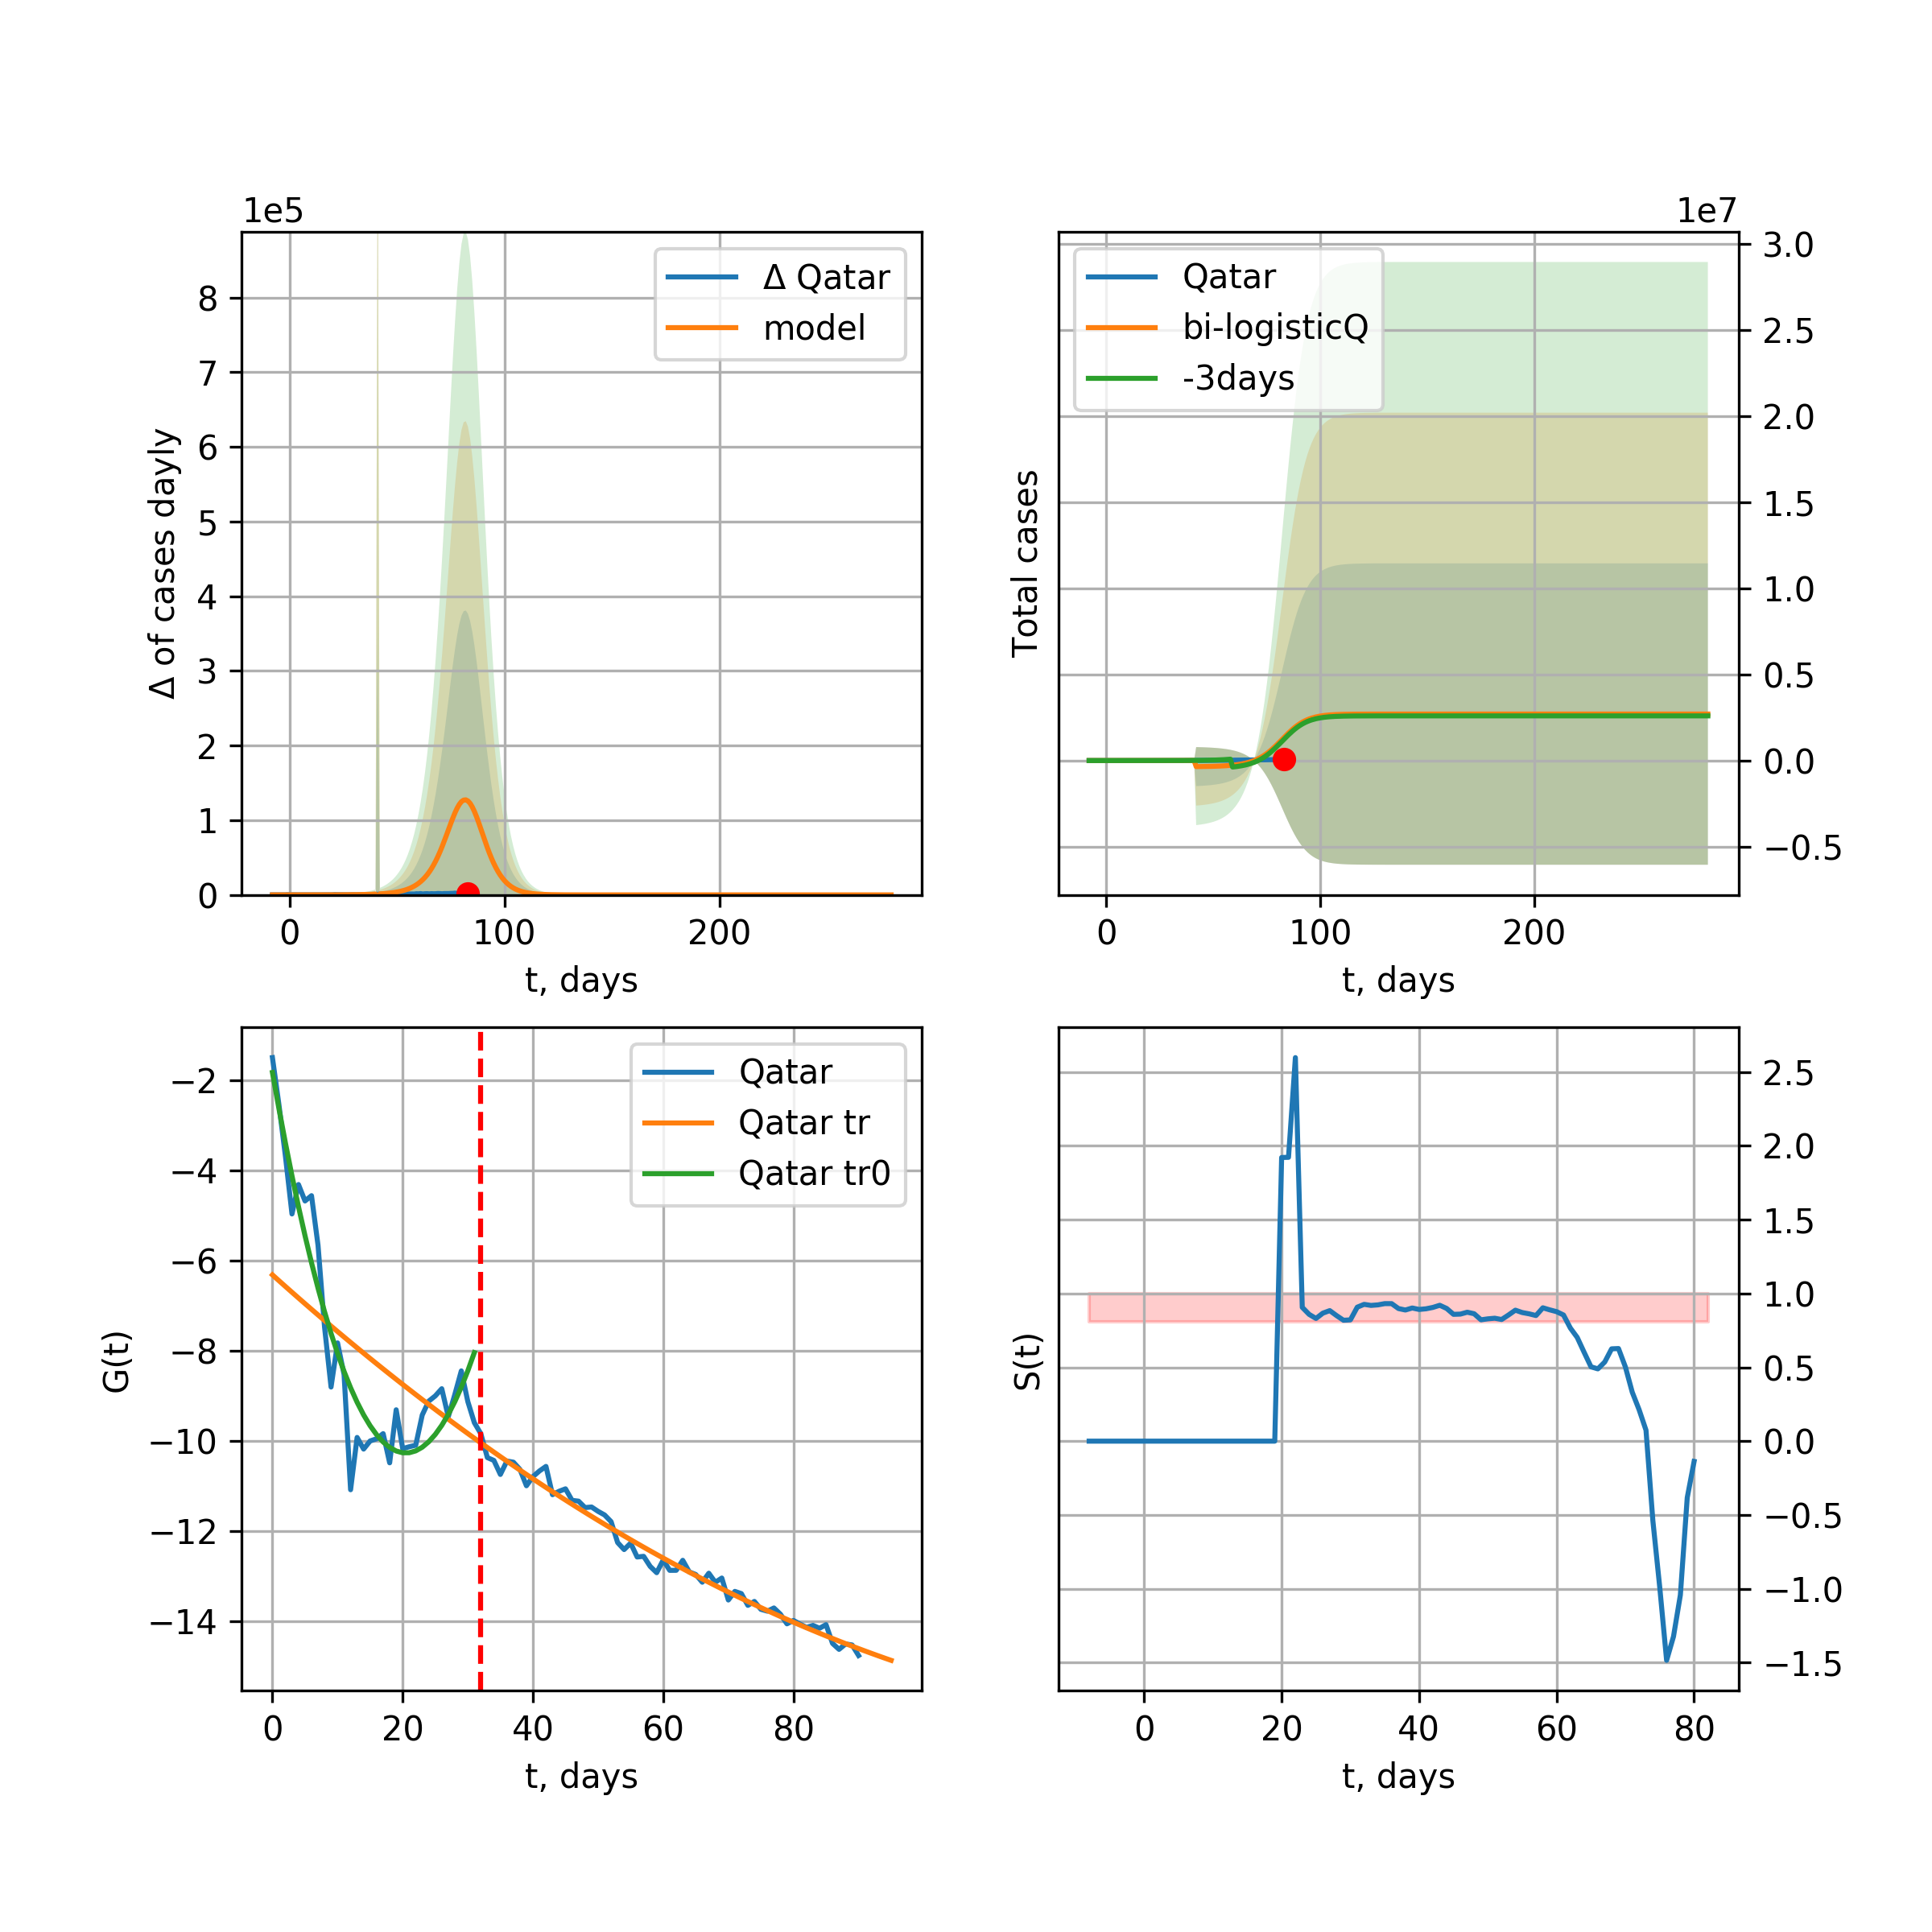 1e5
Δ of cases dayly
8
7
6
5
4
3
2
1
0
0 100 200
t, days
Δ Qatar
model
1e7
Total cases
3.0
2.5
2.0
1.5
1.0
0.5
0.0
−0.5
0 100 200
t, days
Qatar
bi-logisticQ
-3days
G(t)
−2
−4
−6
−8
−10
−12
−14
0 20 40 60 80
t, days
Qatar
Qatar tr
Qatar tr0
S(t)
2.5
2.0
1.5
1.0
0.5
0.0
−0.5
−1.0
−1.5
0 20 40 60 80
t, days